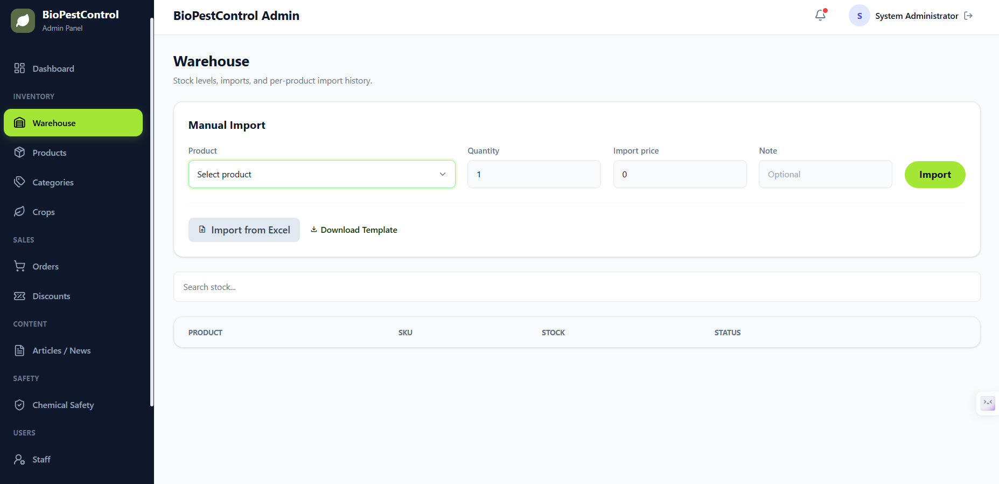 BioPestControl
Admin Panel
Dashboard
INVENTORY
Warehouse
Products
Categories
Crops
SALES
Orders
Discounts
CONTENT
Articles / News
SAFETY
Chemical Safety
USERS
Staff
BioPestControl Admin
S
System Administrator
Warehouse
Stock levels, imports, and per-product import history.
Manual Import
Product
Quantity
Import price
Note
Select product
1
0
Optional
Import
Import from Excel
Download Template
Search stock...
PRODUCT
SKU
STOCK
STATUS